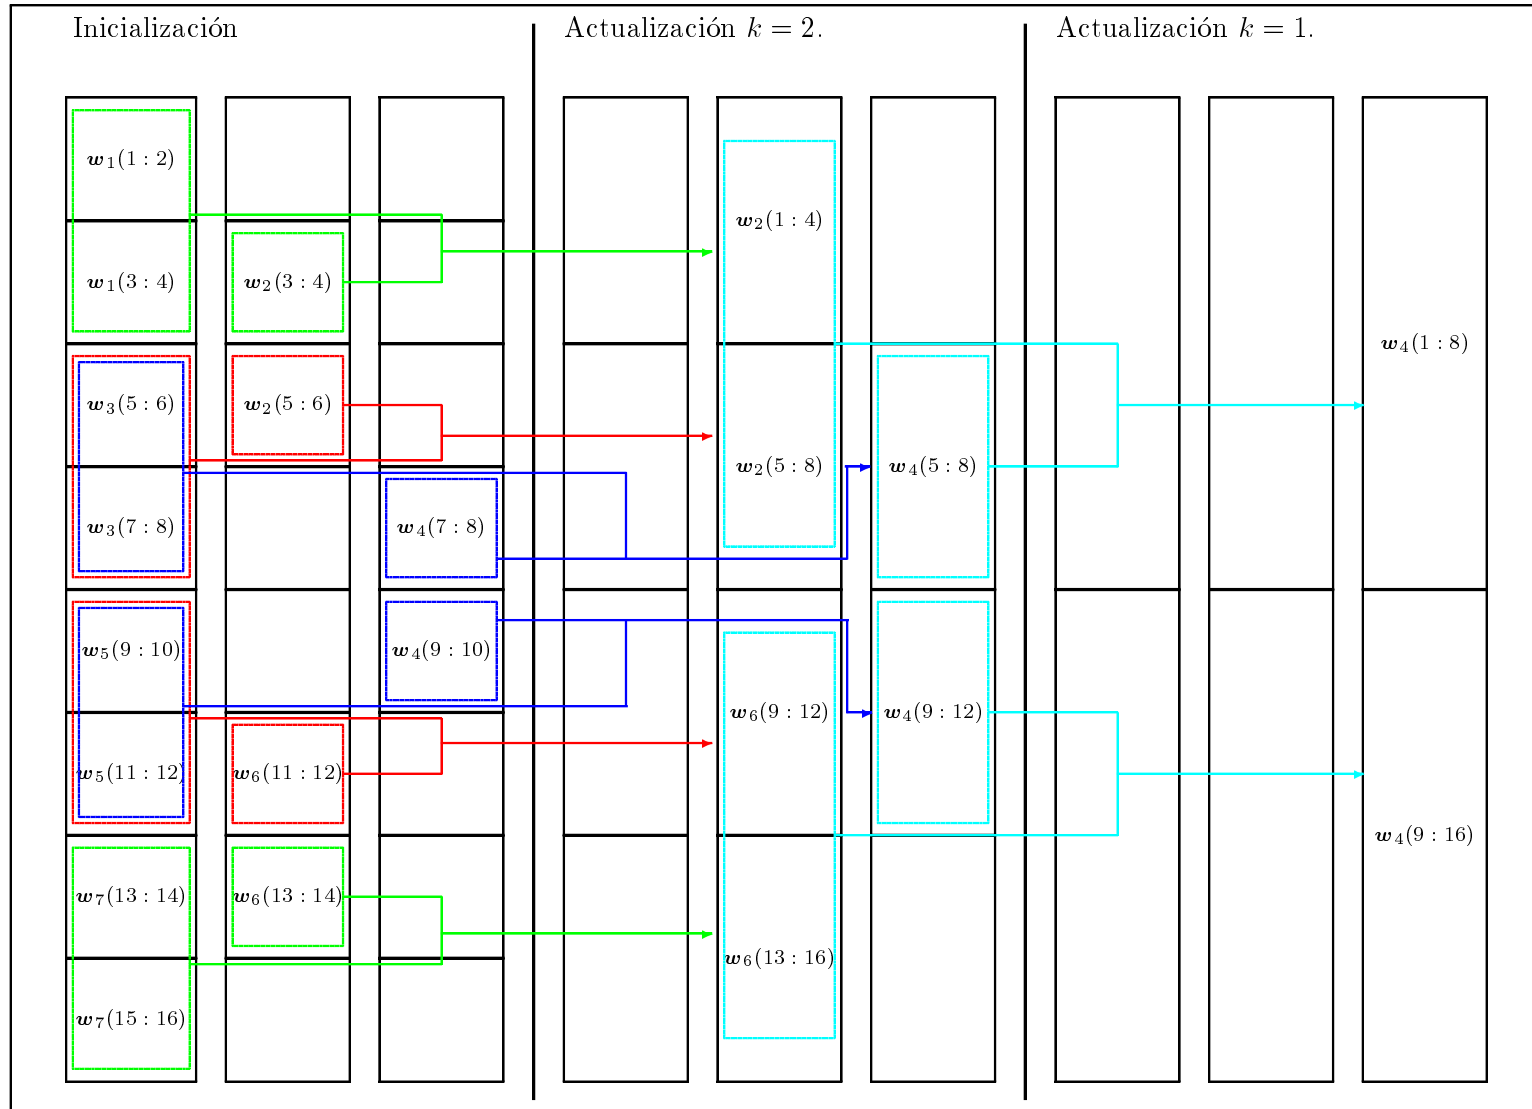 Inicialización
Actualización k = 2.
Actualización k = 1.
w₁(1 : 2)
w₂(1 : 4)
w₁(3 : 4)
w₂(3 : 4)
w₄(1 : 8)
w₃(5 : 6)
w₂(5 : 6)
w₂(5 : 8)
w₄(5 : 8)
w₃(7 : 8)
w₄(7 : 8)
w₅(9 : 10)
w₄(9 : 10)
w₆(9 : 12)
w₄(9 : 12)
w₅(11 : 12)
w₆(11 : 12)
w₄(9 : 16)
w₇(13 : 14)
w₆(13 : 14)
w₆(13 : 16)
w₇(15 : 16)